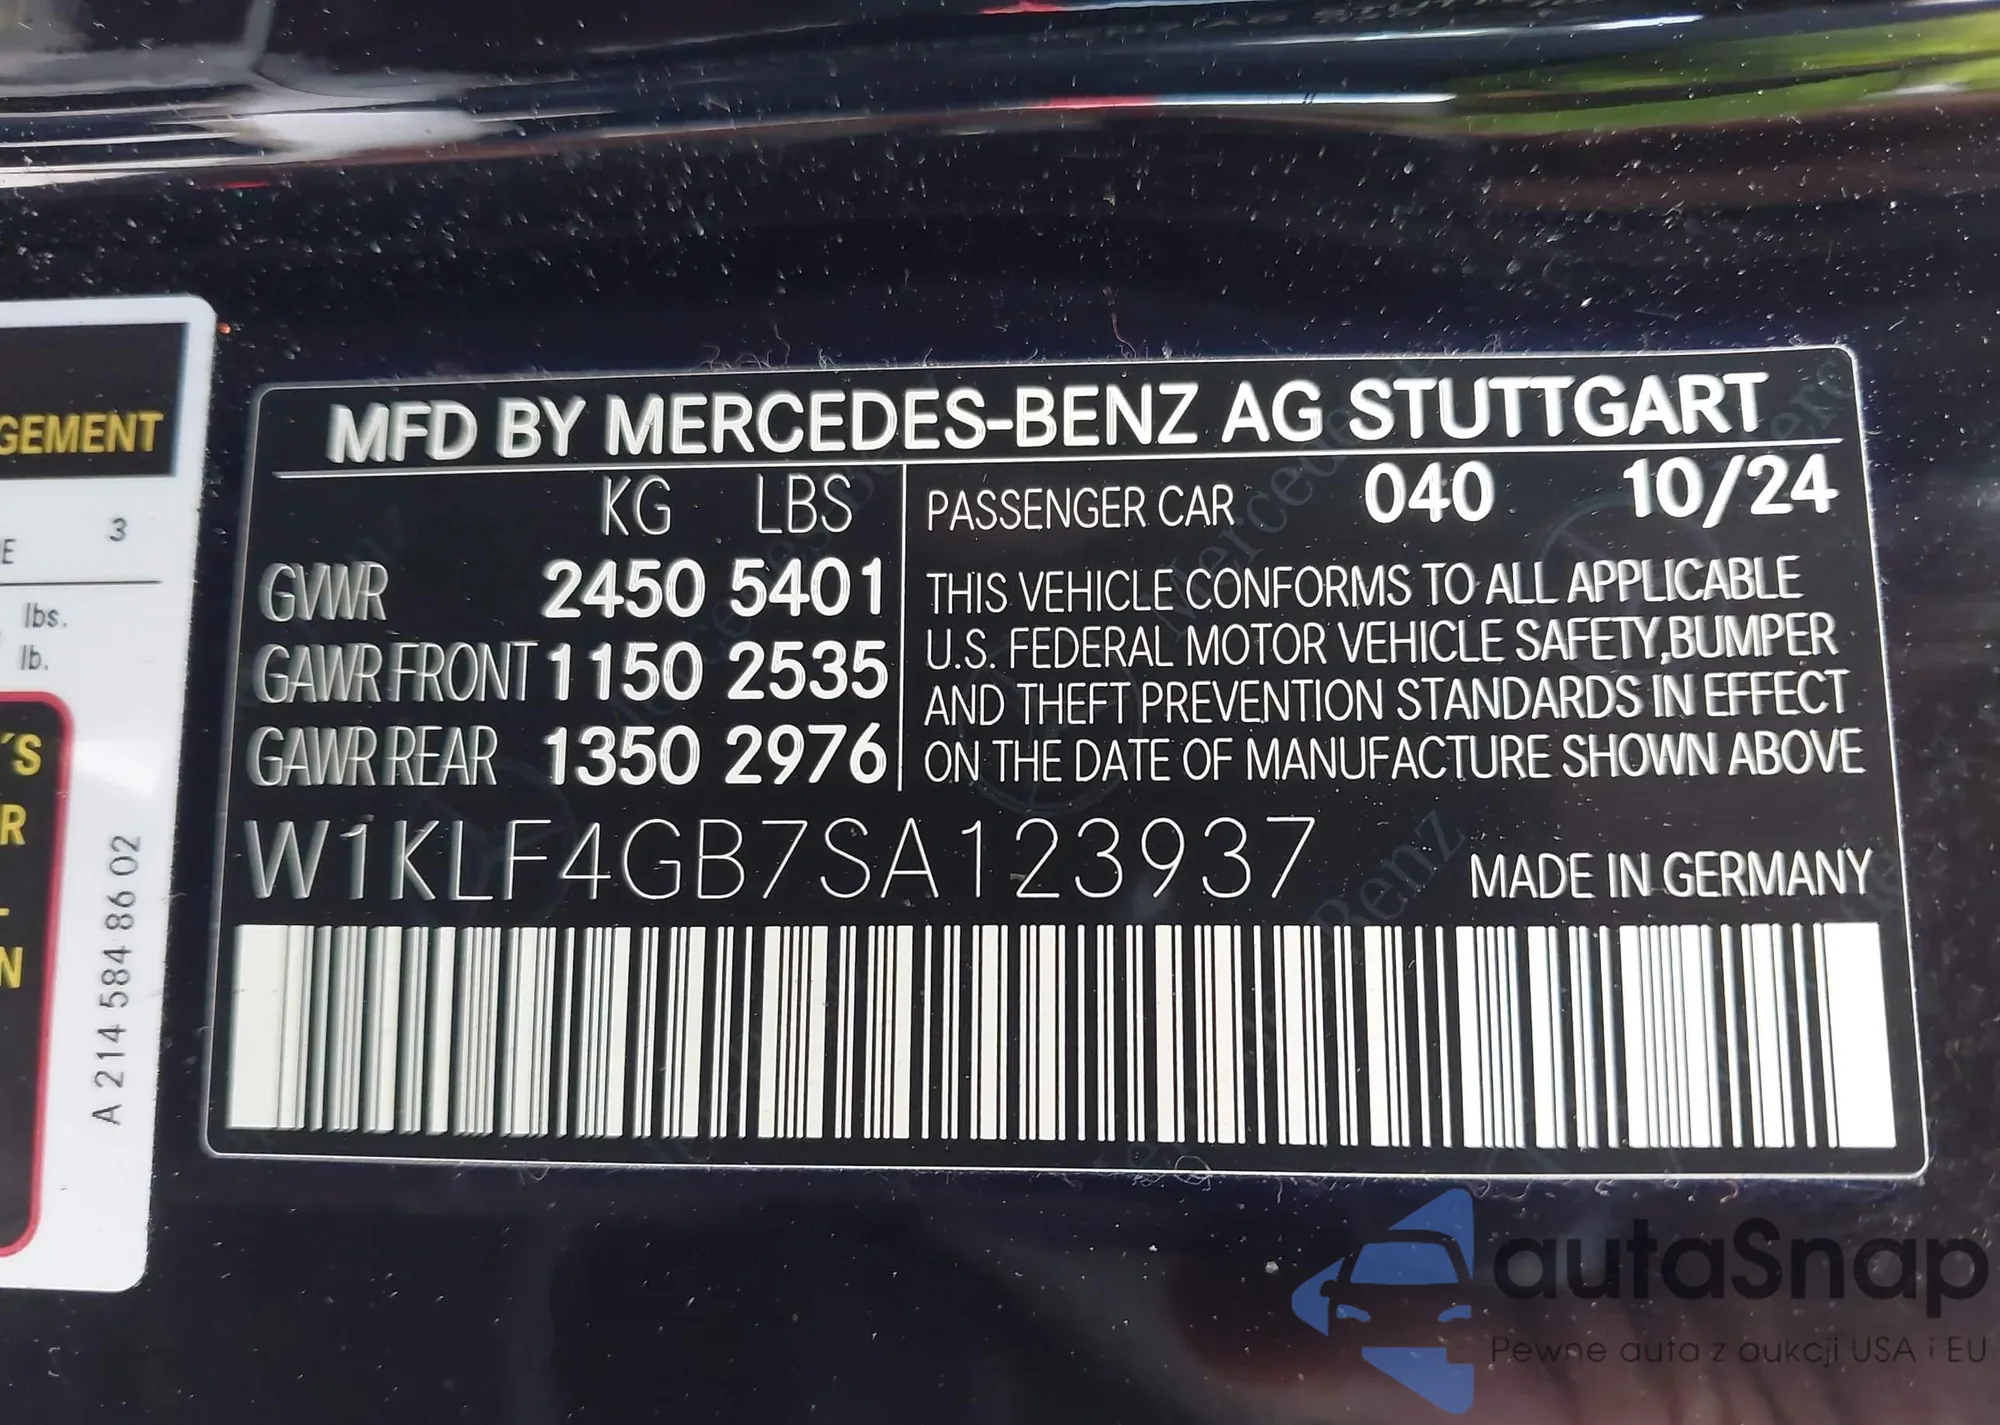 GEMENT
3
E
lbs.
lb.
'S
R
N
A 214 584 86 02
MFD BY MERCEDES-BENZ AG STUTTGART
KG LBS
GVWR 2450 5401
GAWR FRONT 1150 2535
GAWR REAR 1350 2976
PASSENGER CAR 040 10/24
THIS VEHICLE CONFORMS TO ALL APPLICABLE
U.S. FEDERAL MOTOR VEHICLE SAFETY,BUMPER
AND THEFT PREVENTION STANDARDS IN EFFECT
ON THE DATE OF MANUFACTURE SHOWN ABOVE
W1KLF4GB7SA123937
MADE IN GERMANY
autaSnap
Pewne auta z aukcji USA i EU